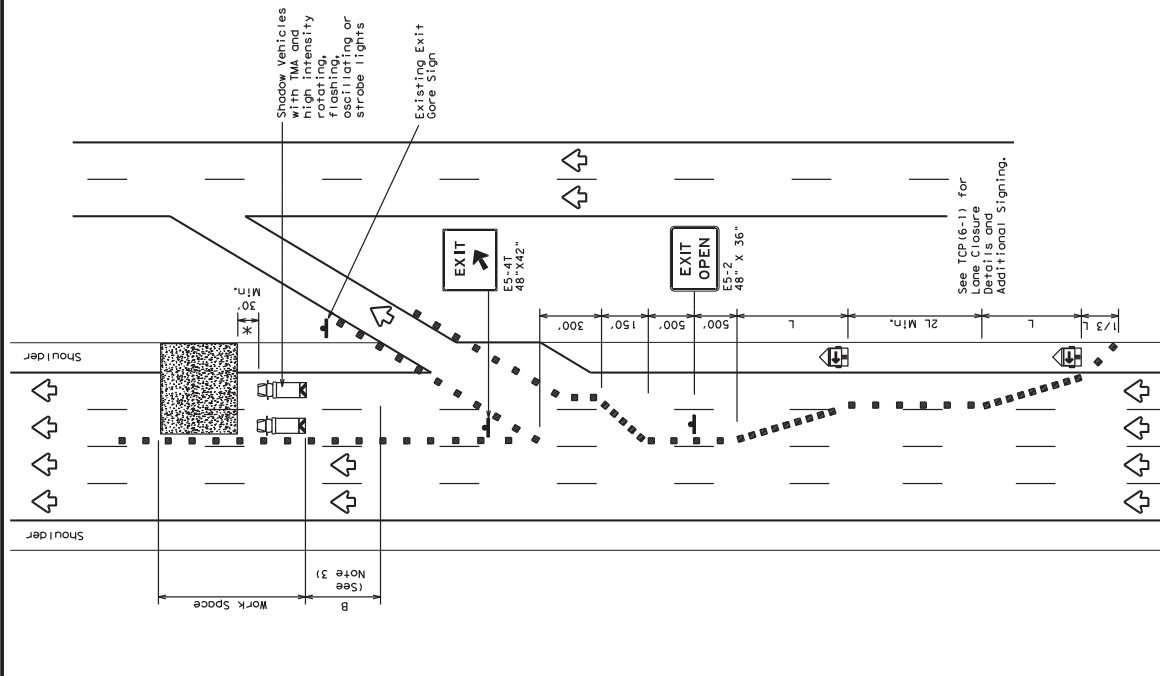 Shadow Vehicles
with TMA and
high intensity
rotating,
flashing,
oscillating or
strobe lights
Existing Exit
Gore Sign
EXIT
E5-4T
48"X42"
EXIT
OPEN
E5-2
48" X 36"
See TCP(6-1) for
Lane Closure
Details and
Additional Signing.
30'
Min.
*
Shoulder
300'
150'
500'
500'
L
2L Min.
L
1/3 L
Shoulder
Work Space
B
(See
Note 3)